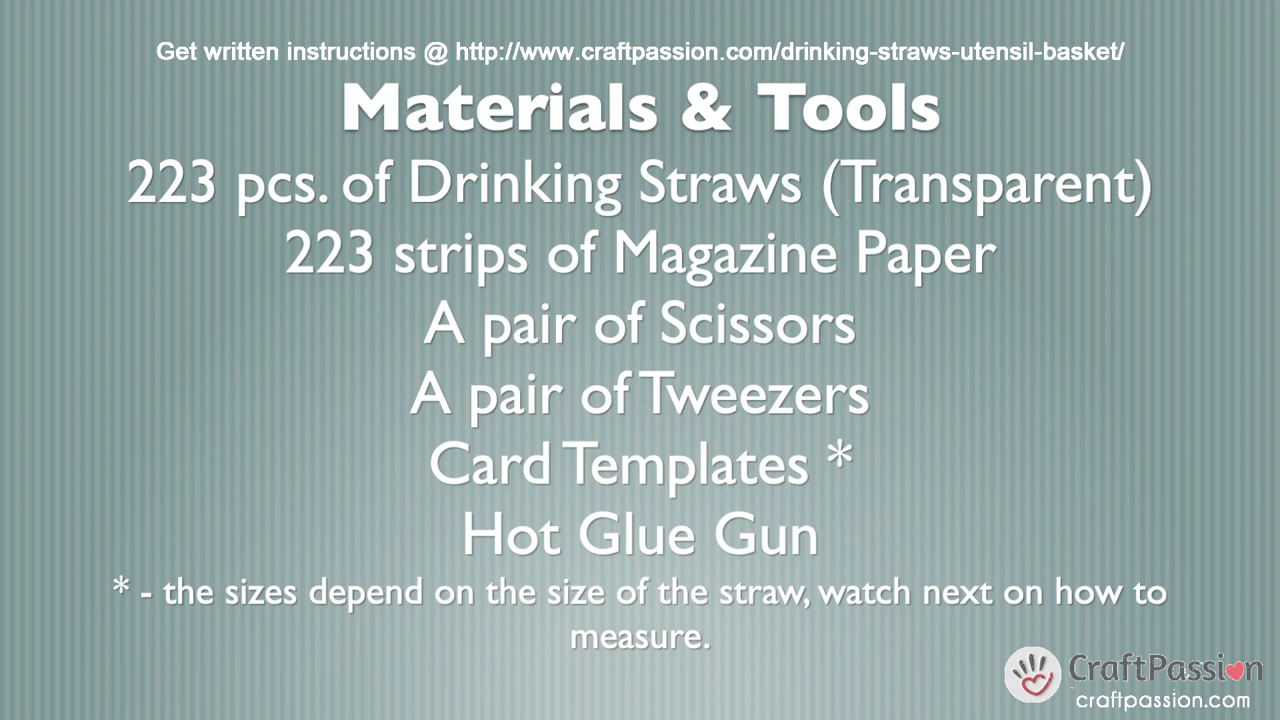 Get written instructions @ http://www.craftpassion.com/drinking-straws-utensil-basket/
Materials & Tools
223 pcs. of Drinking Straws (Transparent)
223 strips of Magazine Paper
A pair of Scissors
A pair of Tweezers
Card Templates *
Hot Glue Gun
* - the sizes depend on the size of the straw, watch next on how to
measure.
CraftPassion
craftpassion.com